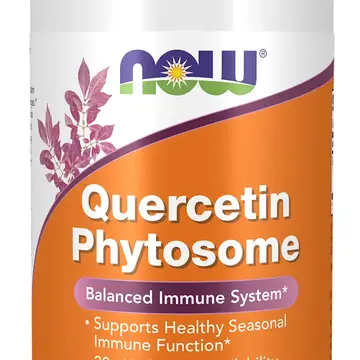 NOW
Quercetin
Phytosome
Balanced Immune System*
• Supports Healthy Seasonal
Immune Function*